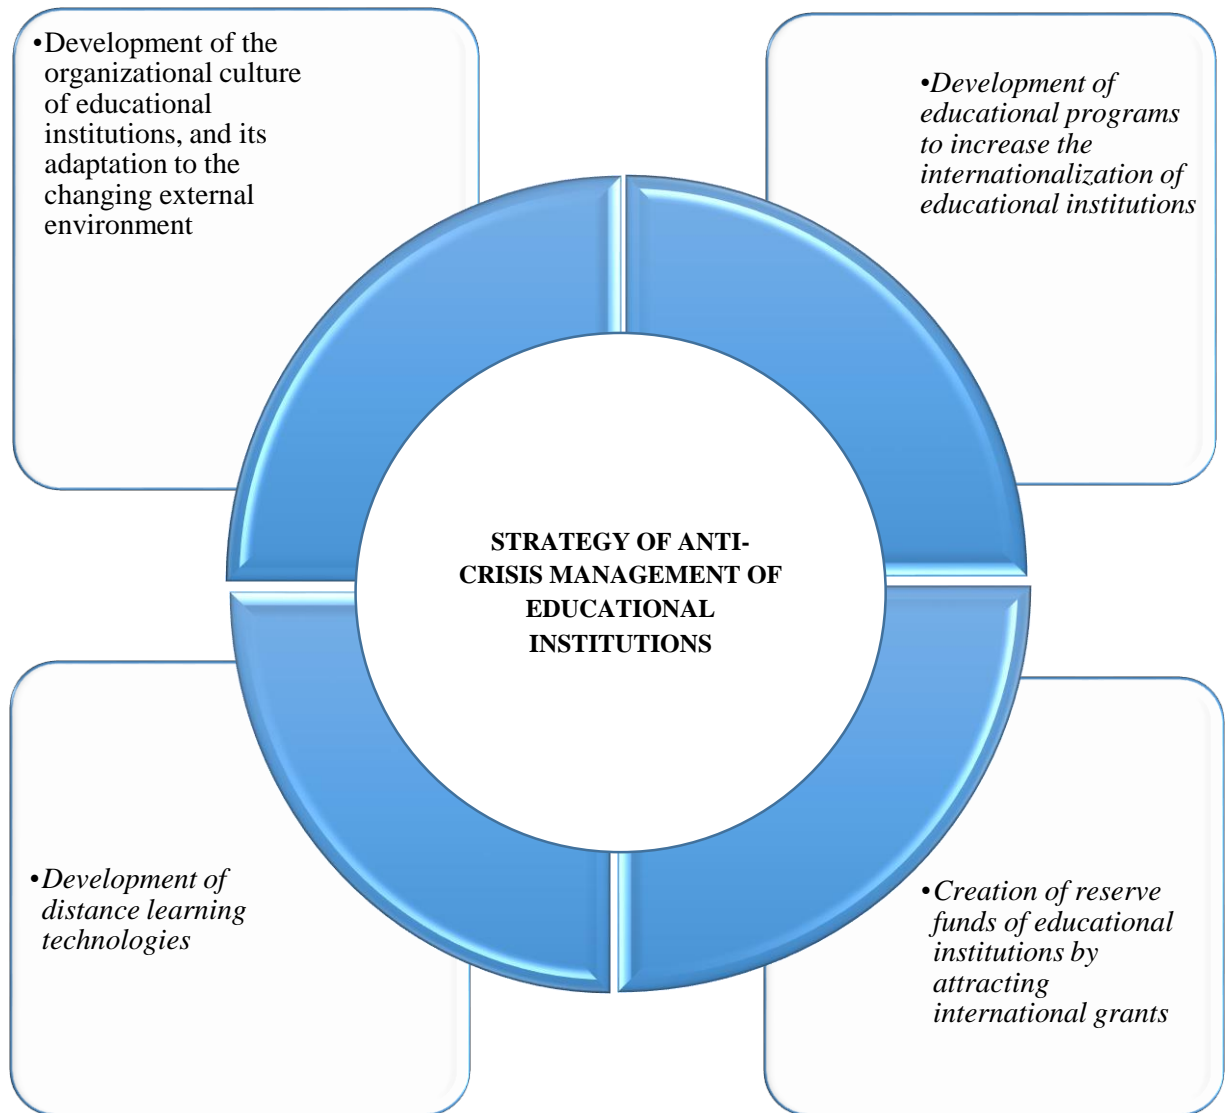 •Development of the
organizational culture
of educational
institutions, and its
adaptation to the
changing external
environment
•Development of
educational programs
to increase the
internationalization of
educational institutions
STRATEGY OF ANTI-
CRISIS MANAGEMENT OF
EDUCATIONAL
INSTITUTIONS
•Development of
distance learning
technologies
•Creation of reserve
funds of educational
institutions by
attracting
international grants